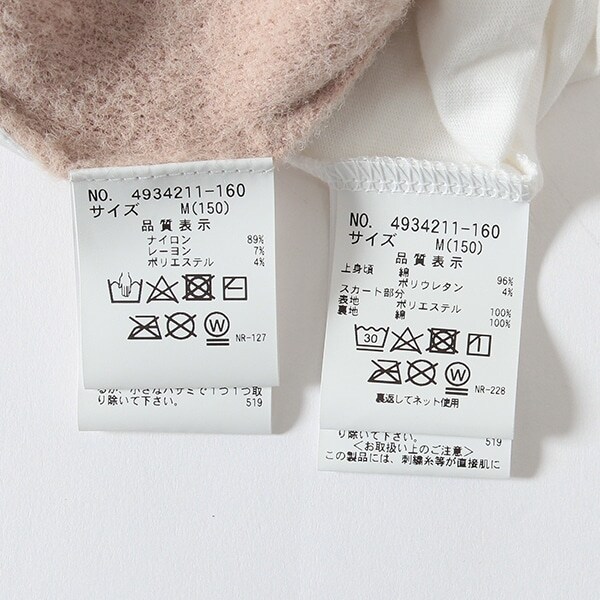 NO. 4934211-160
サイズ M(150)
品質表示
ナイロン 89%
レーヨン 7%
ポリエステル 4%
NR-127
るが、小さなハサミで1つ1つ取
り除いて下さい。
519
NO. 4934211-160
サイズ M(150)
品質表示
上身頃 綿 96%
ポリウレタン 4%
スカート部分
表地 ポリエステル 100%
裏地 綿 100%
30
W
W
NR-228
裏返してネット使用
り除いて下さい。
519
<お取扱い上のご注意>
この製品には、刺繍糸等が直接肌に